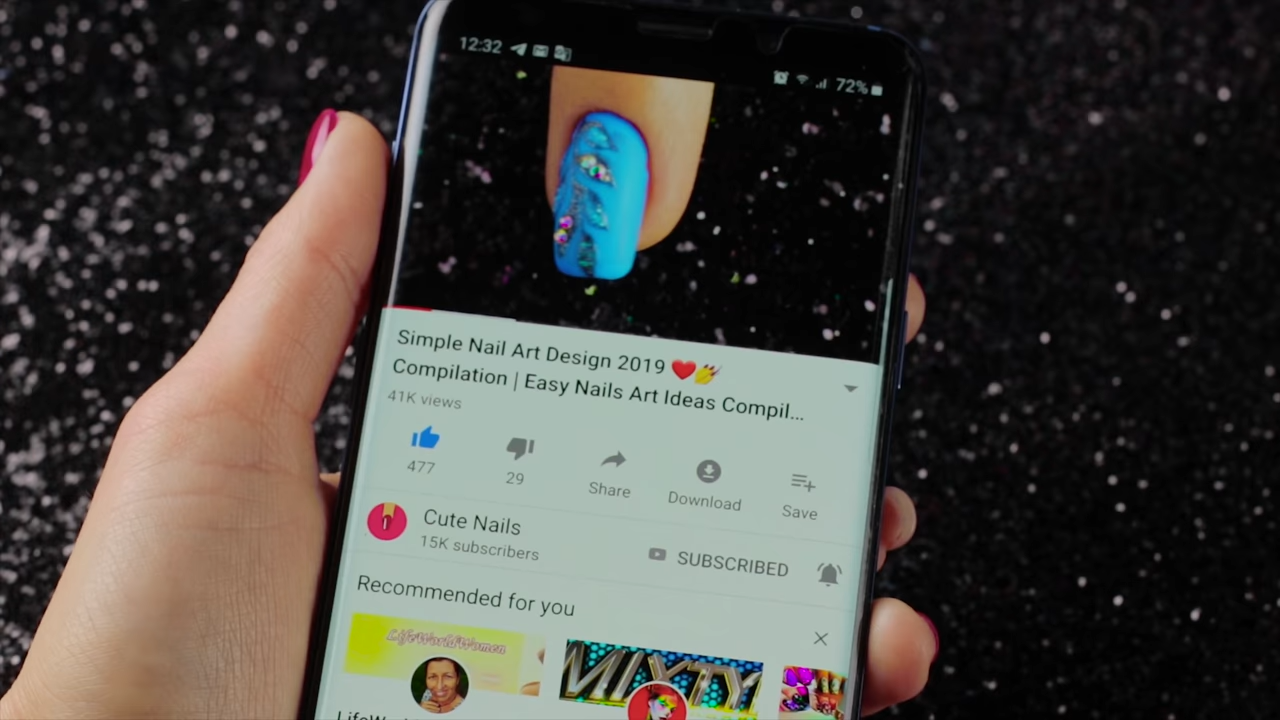 12:32
72%
Simple Nail Art Design 2019 ❤️💅
Compilation | Easy Nails Art Ideas Compil...
41K views
477
29
Share
Download
Save
Cute Nails
15K subscribers
SUBSCRIBED
Recommended for you
LifeWorldWomen
MIXTY